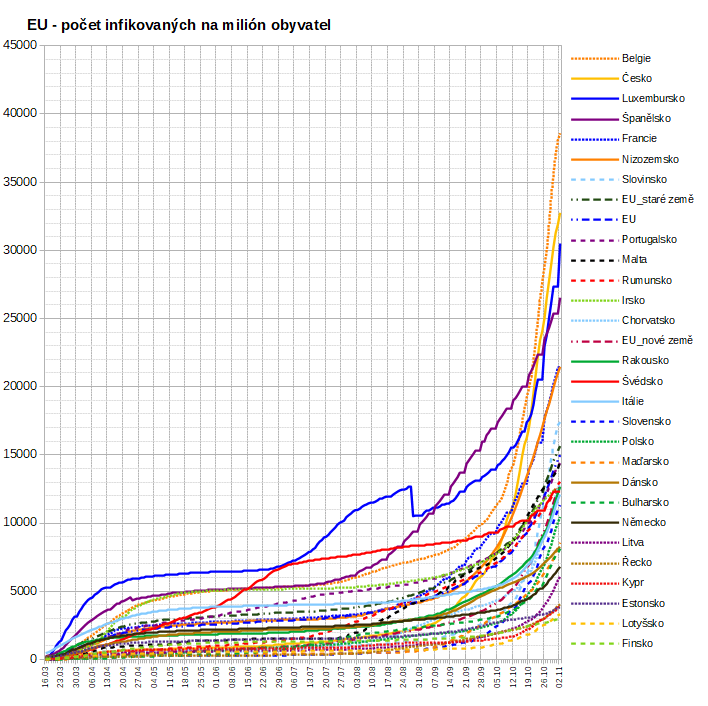 EU - počet infikovaných na milión obyvatel
45000
40000
35000
30000
25000
20000
15000
10000
5000
0
16.03
23.03
30.03
06.04
13.04
20.04
27.04
04.05
11.05
18.05
25.05
01.06
08.06
15.06
22.06
29.06
06.07
13.07
20.07
27.07
03.08
10.08
17.08
24.08
31.08
07.09
14.09
21.09
28.09
05.10
12.10
19.10
26.10
02.11
Belgie
Česko
Luxembursko
Španělsko
Francie
Nizozemsko
Slovinsko
EU_staré země
EU
Portugalsko
Malta
Rumunsko
Irsko
Chorvatsko
EU_nové země
Rakousko
Švédsko
Itálie
Slovensko
Polsko
Maďarsko
Dánsko
Bulharsko
Německo
Litva
Řecko
Kypr
Estonsko
Lotyšsko
Finsko